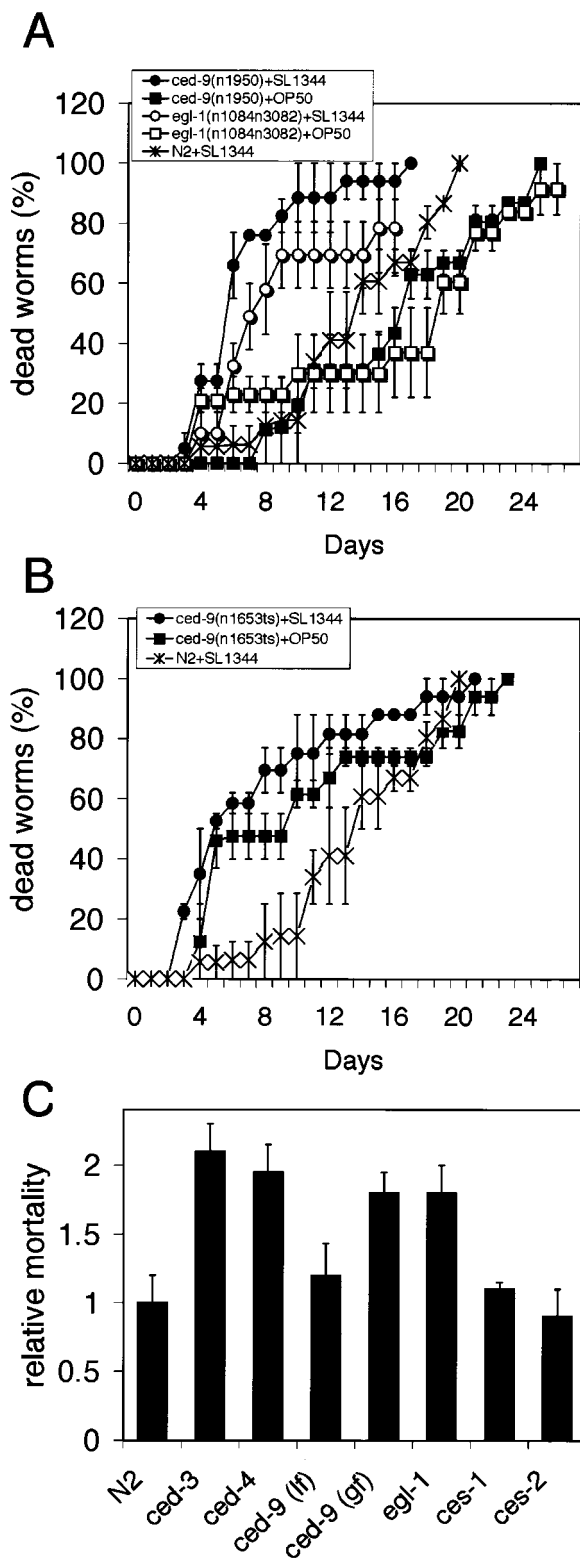 A
ced-9(n1950)+SL1344
ced-9(n1950)+OP50
egl-1(n1084n3082)+SL1344
egl-1(n1084n3082)+OP50
N2+SL1344
dead worms (%)
120
100
80
60
40
20
0
0 4 8 12 16 20 24
Days
B
ced-9(n1653ts)+SL1344
ced-9(n1653ts)+OP50
N2+SL1344
dead worms (%)
120
100
80
60
40
20
0
0 4 8 12 16 20 24
Days
C
relative mortality
2
1.5
1
0.5
0
N2
ced-3
ced-4
ced-9 (lf)
ced-9 (gf)
egl-1
ces-1
ces-2